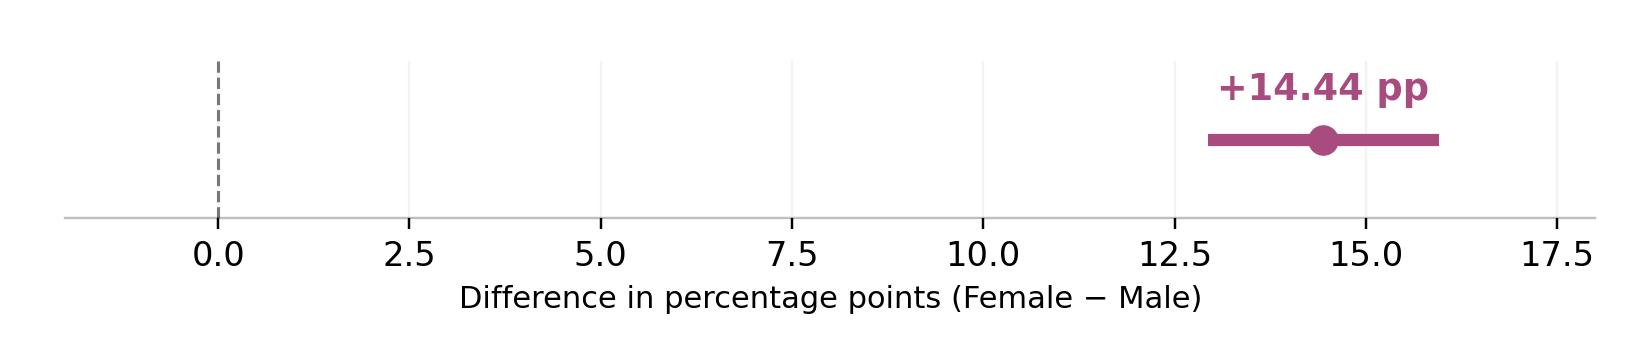 +14.44 pp
0.0 2.5 5.0 7.5 10.0 12.5 15.0 17.5
Difference in percentage points (Female − Male)